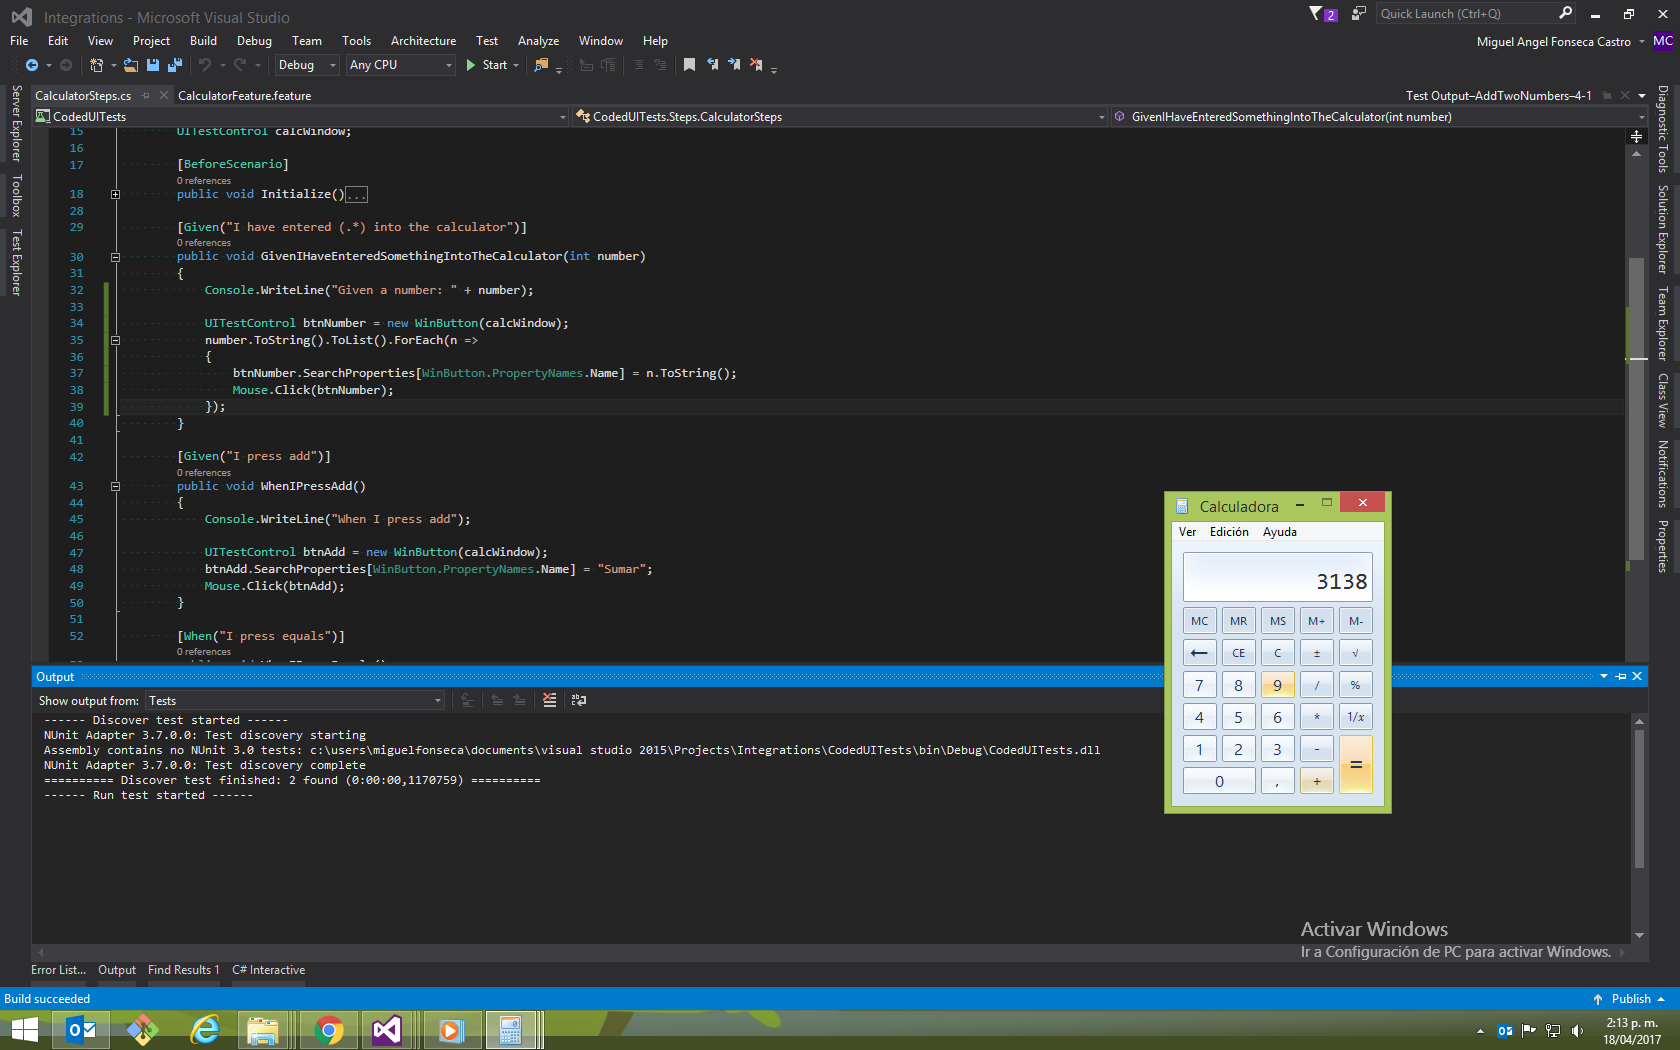 Integrations - Microsoft Visual Studio
2
Quick Launch (Ctrl+Q)
File Edit View Project Build Debug Team Tools Architecture Test Analyze Window Help
Miguel Angel Fonseca Castro MC
Debug Any CPU Start
CalculatorSteps.cs CalculatorFeature.feature Test Output–AddTwoNumbers–4-1
CodedUITests CodedUITests.Steps.CalculatorSteps GivenIHaveEnteredSomethingIntoTheCalculator(int number)
Server Explorer
Toolbox
Test Explorer
15 UITestControl calcWindow;
16
17 [BeforeScenario]
0 references
18 public void Initialize()...
28
29 [Given("I have entered (.*) into the calculator")]
0 references
30 public void GivenIHaveEnteredSomethingIntoTheCalculator(int number)
31 {
32 Console.WriteLine("Given a number: " + number);
33
34 UITestControl btnNumber = new WinButton(calcWindow);
35 number.ToString().ToList().ForEach(n =>
36 {
37 btnNumber.SearchProperties[WinButton.PropertyNames.Name] = n.ToString();
38 Mouse.Click(btnNumber);
39 });
40 }
41
42 [Given("I press add")]
0 references
43 public void WhenIPressAdd()
44 {
45 Console.WriteLine("When I press add");
46
47 UITestControl btnAdd = new WinButton(calcWindow);
48 btnAdd.SearchProperties[WinButton.PropertyNames.Name] = "Sumar";
49 Mouse.Click(btnAdd);
50 }
51
52 [When("I press equals")]
0 references
Diagnostic Tools
Solution Explorer
Team Explorer
Class View
Notifications
Properties
Calculadora
Ver Edición Ayuda
3138
MC MR MS M+ M-
← CE C ± √
7 8 9 / %
4 5 6 * 1/x
1 2 3 - =
0 , +
Output
Show output from: Tests
------ Discover test started ------
NUnit Adapter 3.7.0.0: Test discovery starting
Assembly contains no NUnit 3.0 tests: c:\users\miguelfonseca\documents\visual studio 2015\Projects\Integrations\CodedUITests\bin\Debug\CodedUITests.dll
NUnit Adapter 3.7.0.0: Test discovery complete
========== Discover test finished: 2 found (0:00:00,1170759) ==========
------ Run test started ------
Activar Windows
Ir a Configuración de PC para activar Windows.
Error List... Output Find Results 1 C# Interactive
Build succeeded
Publish
2:13 p. m.
18/04/2017